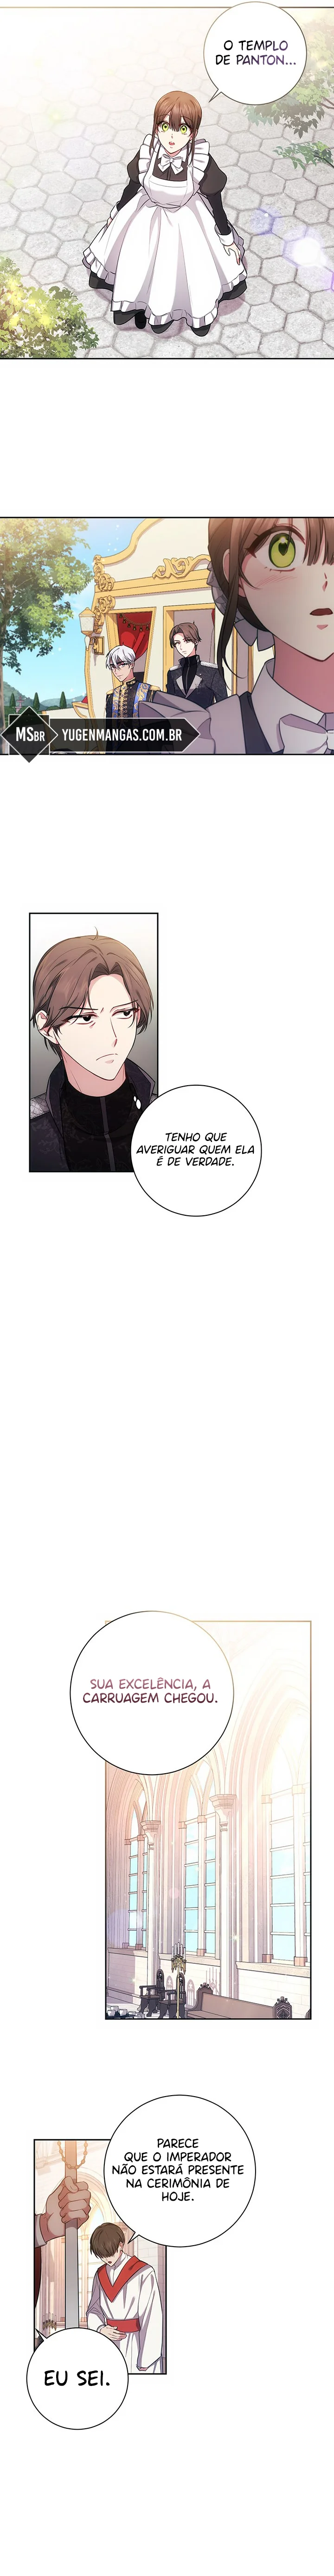 O TEMPLO
DE PANTON...
MSBR
YUGENMANGAS.COM.BR
TENHO QUE
AVERIGUAR QUEM ELA
É DE VERDADE.
SUA EXCELÊNCIA, A
CARRUAGEM CHEGOU.
PARECE
QUE O IMPERADOR
NÃO ESTARÁ PRESENTE
NA CERIMÔNIA DE
HOJE.
EU SEI.